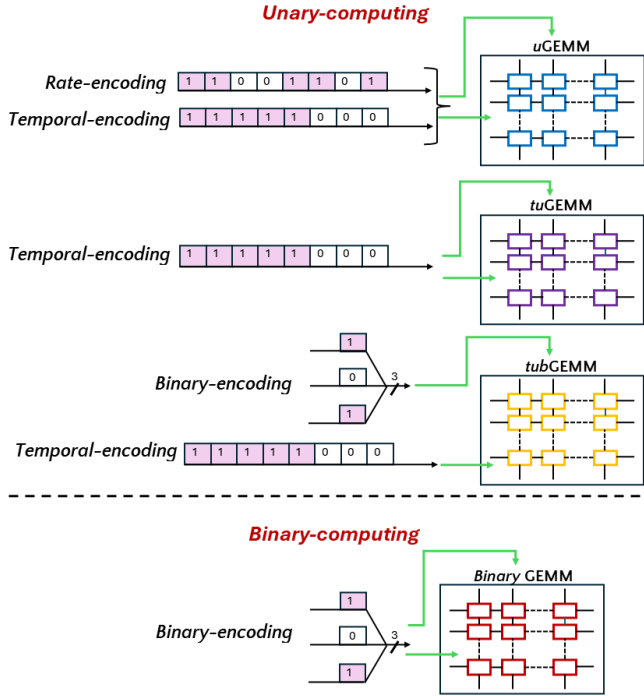 Unary-computing
uGEMM
Rate-encoding 1 1 0 0 1 1 0 1
Temporal-encoding 1 1 1 1 1 0 0 0
tuGEMM
Temporal-encoding 1 1 1 1 1 0 0 0
1
3
tubGEMM
Binary-encoding 0
1
Temporal-encoding 1 1 1 1 1 0 0 0
Binary-computing
Binary GEMM
1
3
Binary-encoding 0
1